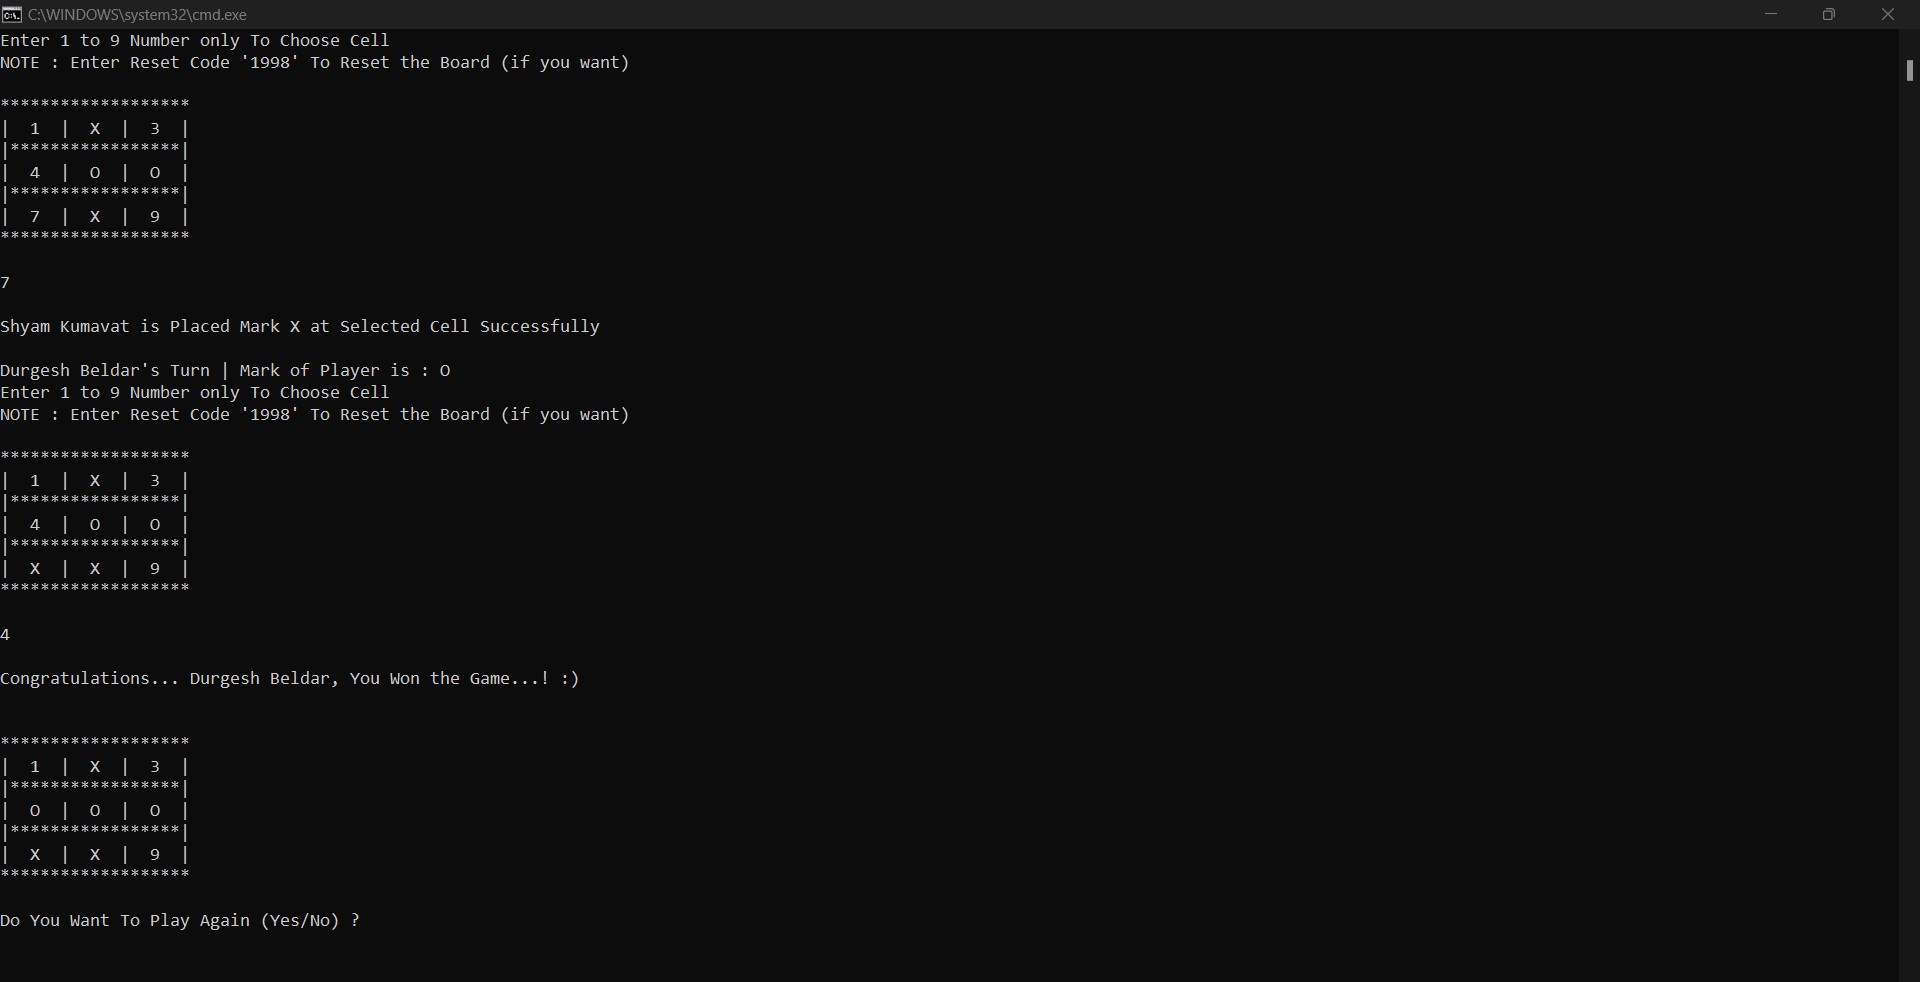 C:\WINDOWS\system32\cmd.exe
Enter 1 to 9 Number only To Choose Cell
NOTE : Enter Reset Code '1998' To Reset the Board (if you want)
*******************
|  1  |  X  |  3  |
|*****************|
|  4  |  O  |  O  |
|*****************|
|  7  |  X  |  9  |
*******************
7
Shyam Kumavat is Placed Mark X at Selected Cell Successfully
Durgesh Beldar's Turn | Mark of Player is : O
Enter 1 to 9 Number only To Choose Cell
NOTE : Enter Reset Code '1998' To Reset the Board (if you want)
*******************
|  1  |  X  |  3  |
|*****************|
|  4  |  O  |  O  |
|*****************|
|  X  |  X  |  9  |
*******************
4
Congratulations... Durgesh Beldar, You Won the Game...! :)
*******************
|  1  |  X  |  3  |
|*****************|
|  O  |  O  |  O  |
|*****************|
|  X  |  X  |  9  |
*******************
Do You Want To Play Again (Yes/No) ?